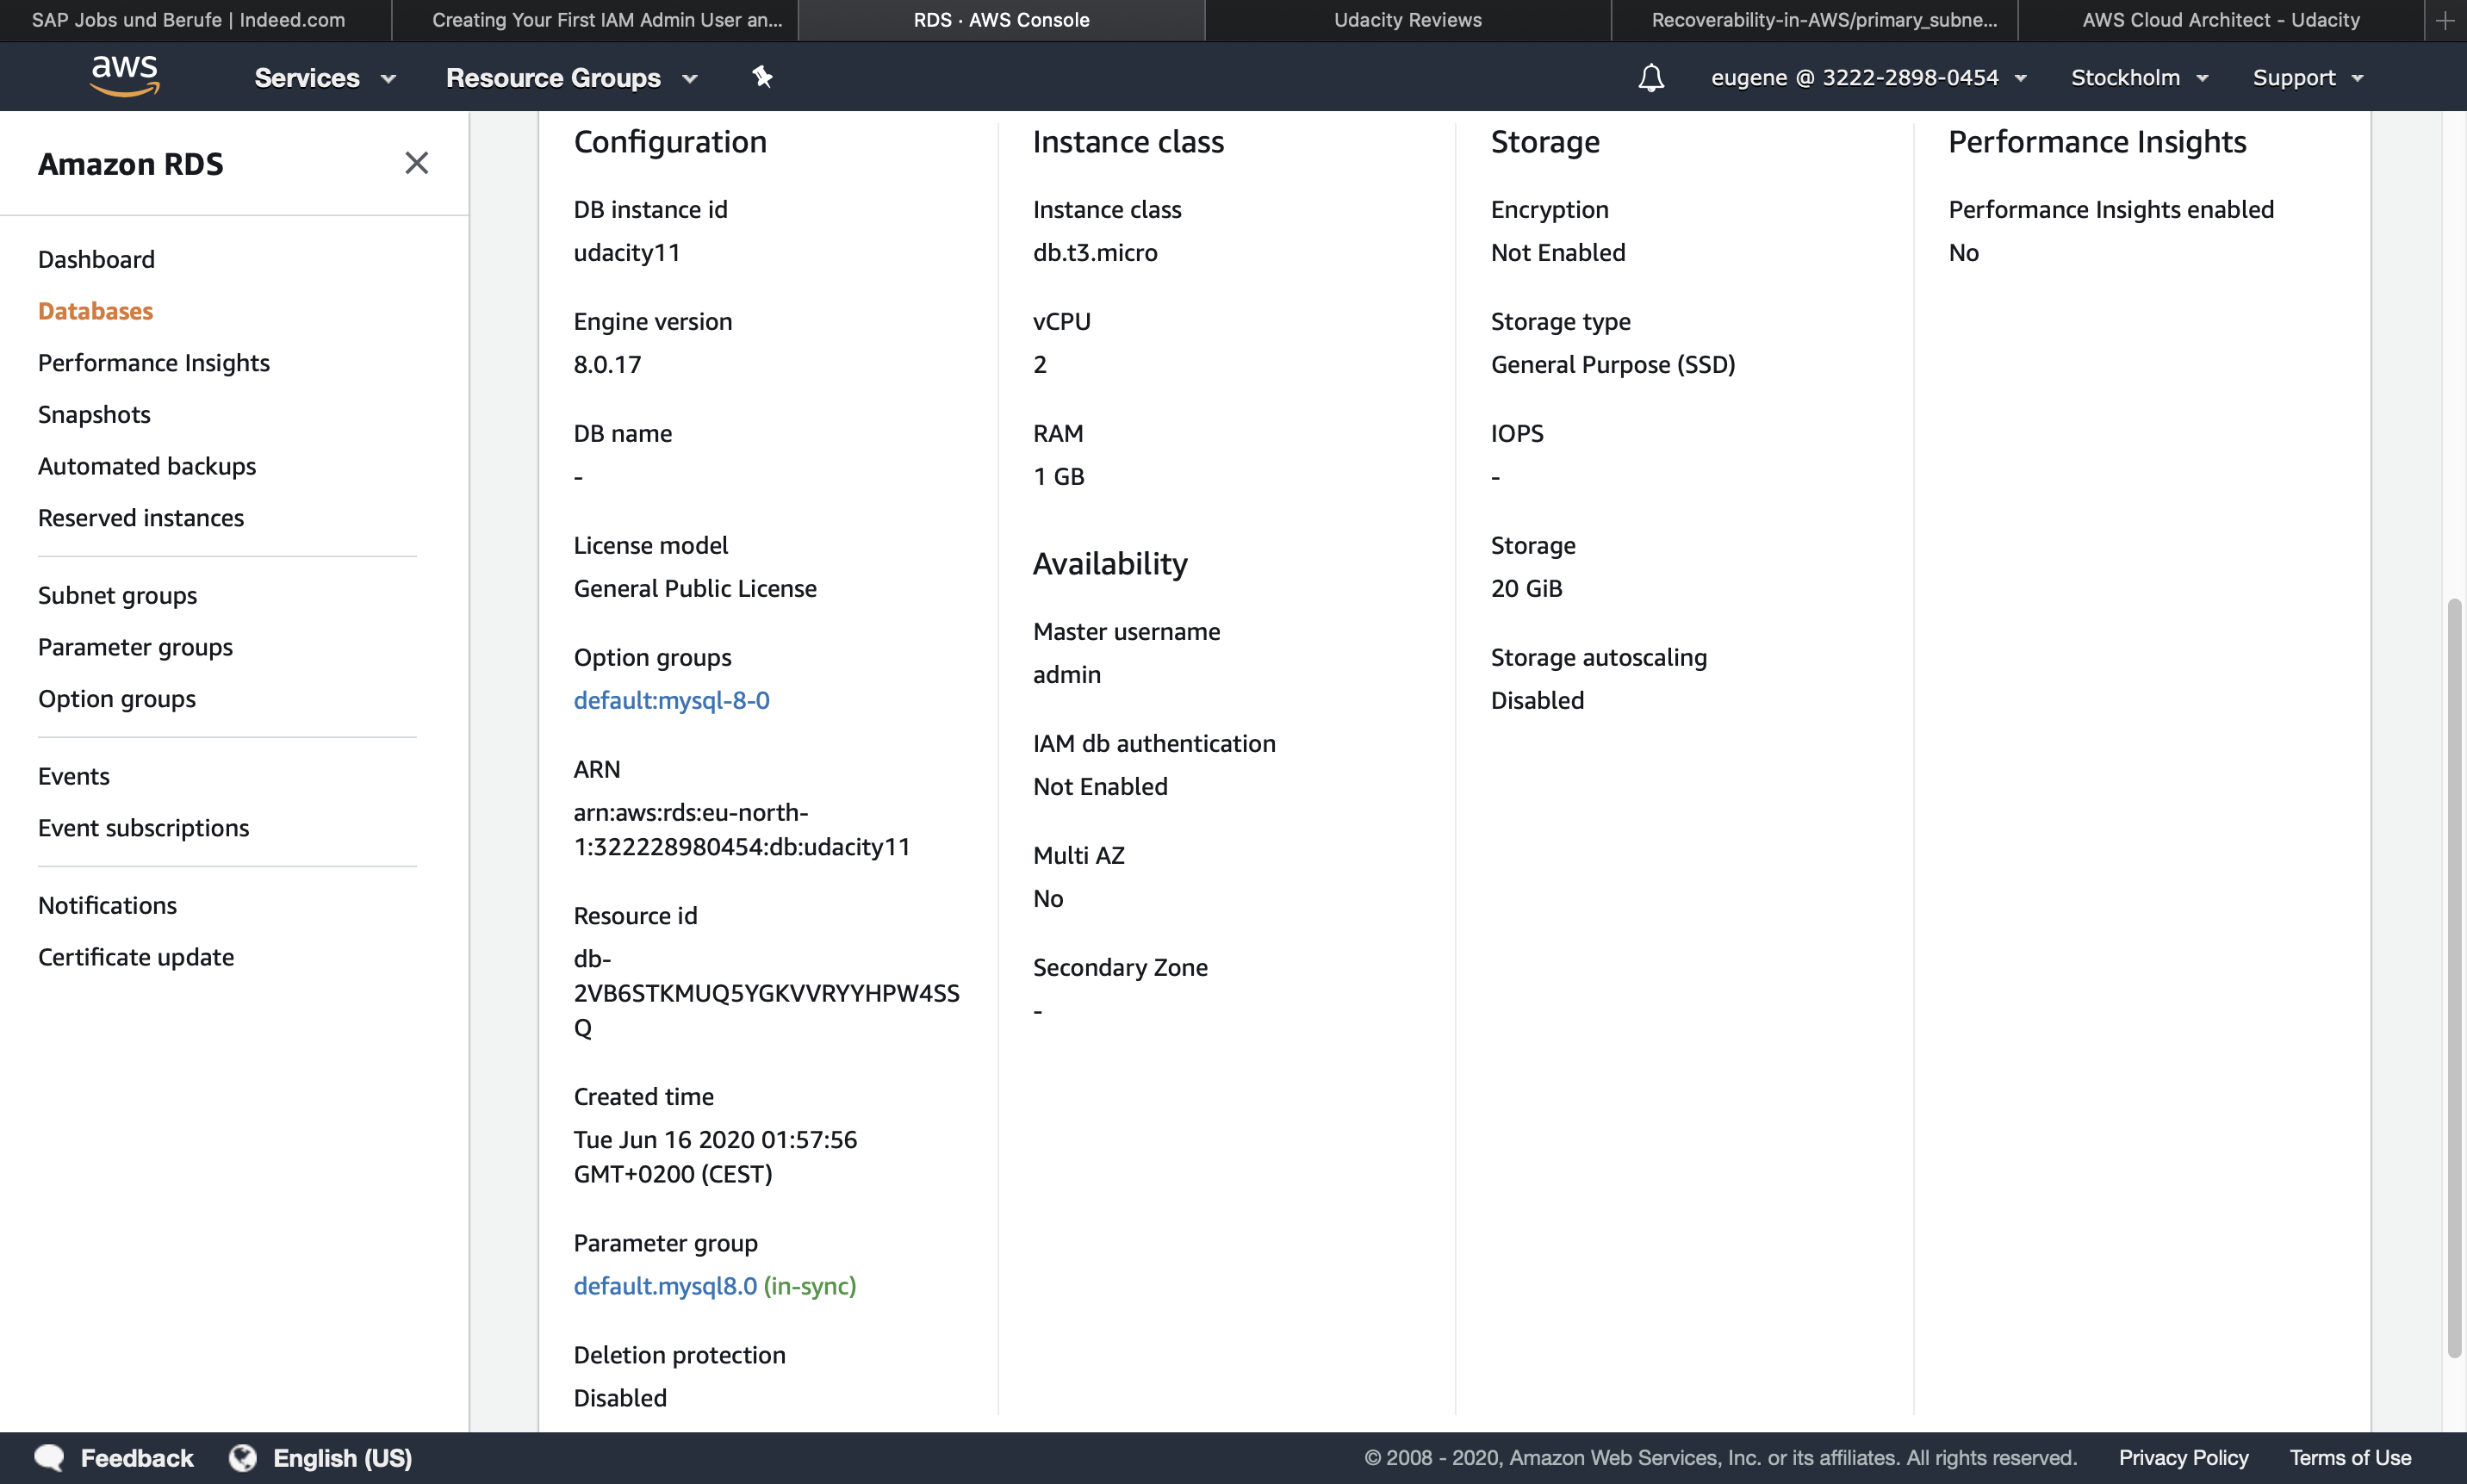 SAP Jobs und Berufe | Indeed.com
Creating Your First IAM Admin User an...
RDS · AWS Console
Udacity Reviews
Recoverability-in-AWS/primary_subne...
AWS Cloud Architect - Udacity
aws
Services
Resource Groups
eugene @ 3222-2898-0454
Stockholm
Support
Amazon RDS
Dashboard
Databases
Performance Insights
Snapshots
Automated backups
Reserved instances
Subnet groups
Parameter groups
Option groups
Events
Event subscriptions
Notifications
Certificate update
Configuration
DB instance id
udacity11
Engine version
8.0.17
DB name
-
License model
General Public License
Option groups
default:mysql-8-0
ARN
arn:aws:rds:eu-north-
1:322228980454:db:udacity11
Resource id
db-
2VB6STKMUQ5YGKVVRYYHPW4SS
Q
Created time
Tue Jun 16 2020 01:57:56
GMT+0200 (CEST)
Parameter group
default.mysql8.0 (in-sync)
Deletion protection
Disabled
Instance class
Instance class
db.t3.micro
vCPU
2
RAM
1 GB
Availability
Master username
admin
IAM db authentication
Not Enabled
Multi AZ
No
Secondary Zone
-
Storage
Encryption
Not Enabled
Storage type
General Purpose (SSD)
IOPS
-
Storage
20 GiB
Storage autoscaling
Disabled
Performance Insights
Performance Insights enabled
No
Feedback
English (US)
© 2008 - 2020, Amazon Web Services, Inc. or its affiliates. All rights reserved.
Privacy Policy
Terms of Use